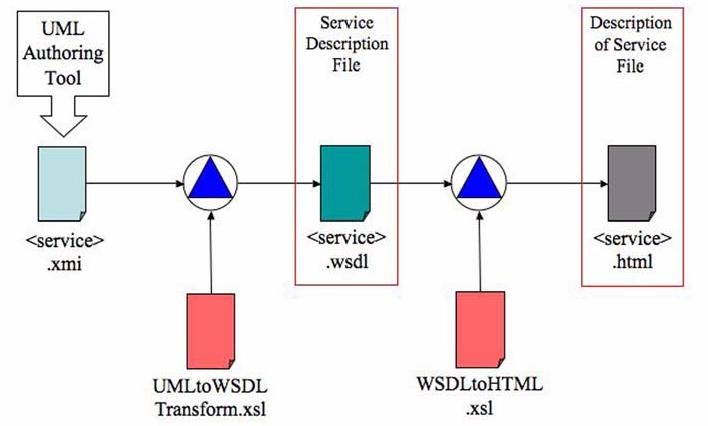 UML
Authoring
Tool
Service
Description
File
Description
of Service
File
<service>
.xmi
<service>
.wsdl
<service>
.html
UMLtoWSDL
Transform.xsl
WSDLtoHTML
.xsl